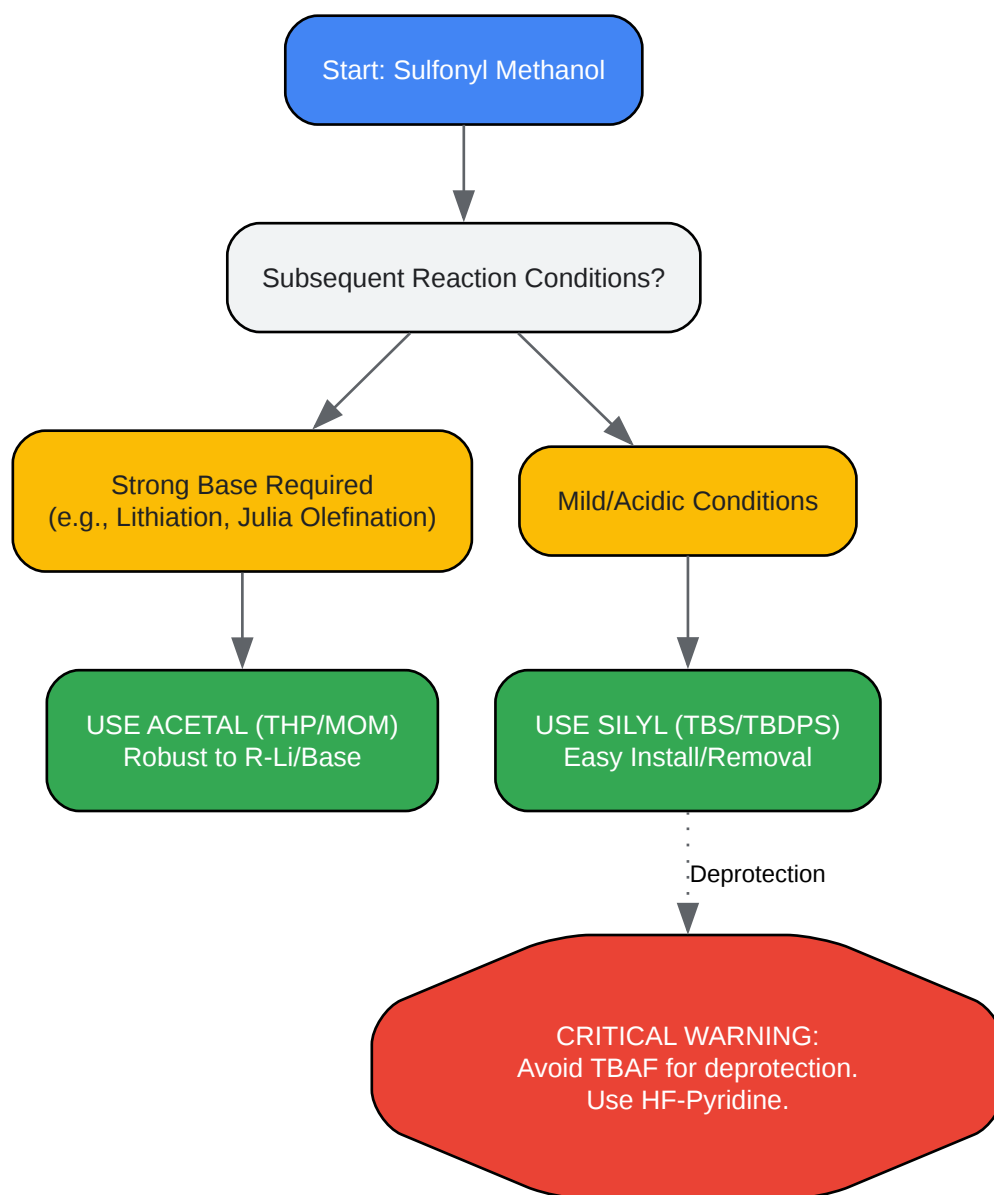 Start: Sulfonyl Methanol
Subsequent Reaction Conditions?
Strong Base Required
(e.g., Lithiation, Julia Olefination)
Mild/Acidic Conditions
USE ACETAL (THP/MOM)
Robust to R-Li/Base
USE SILYL (TBS/TBDPS)
Easy Install/Removal
Deprotection
CRITICAL WARNING:
Avoid TBAF for deprotection.
Use HF-Pyridine.